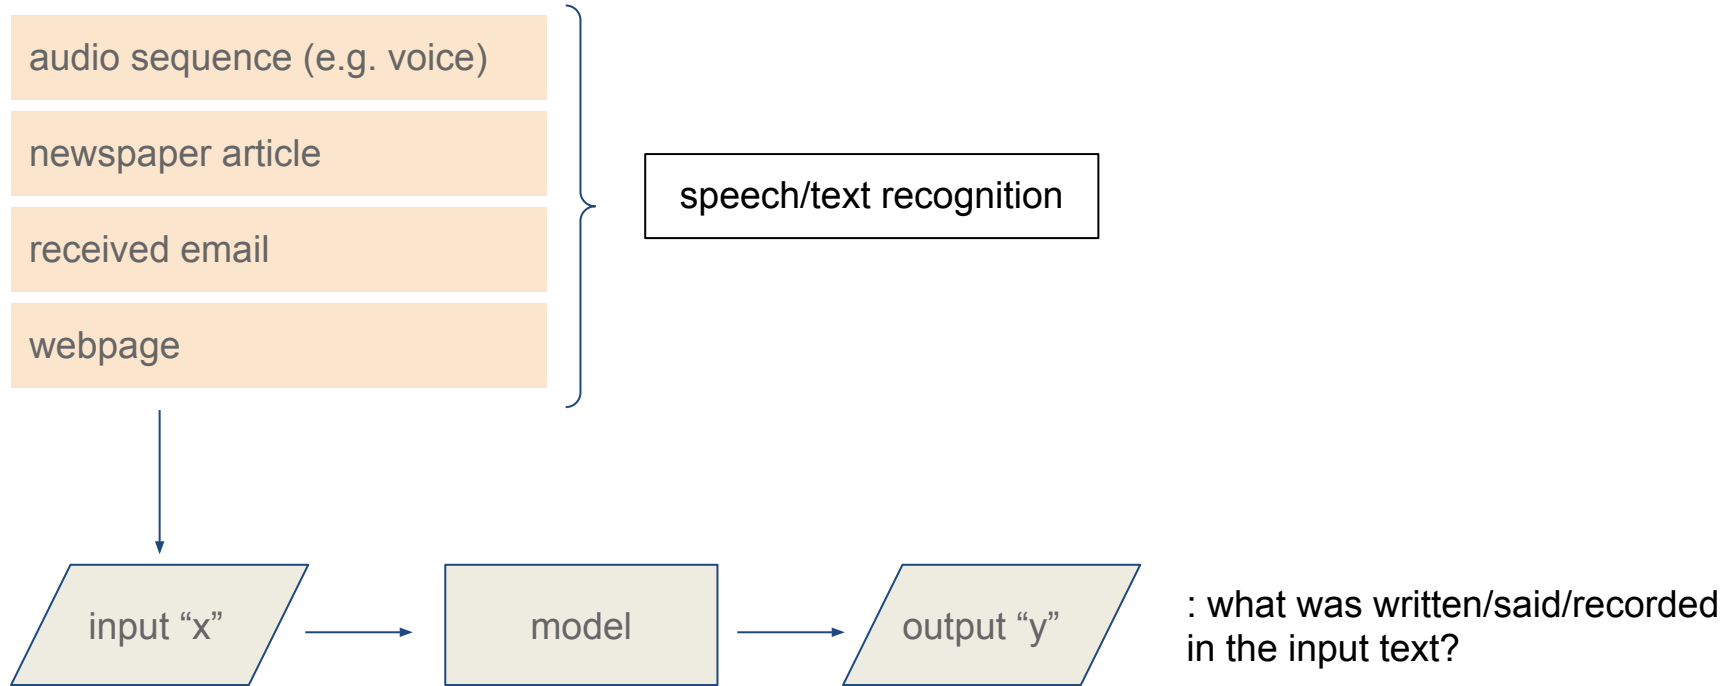 audio sequence (e.g. voice)
newspaper article
received email
webpage
speech/text recognition
input “x”
model
output “y”
: what was written/said/recorded
in the input text?